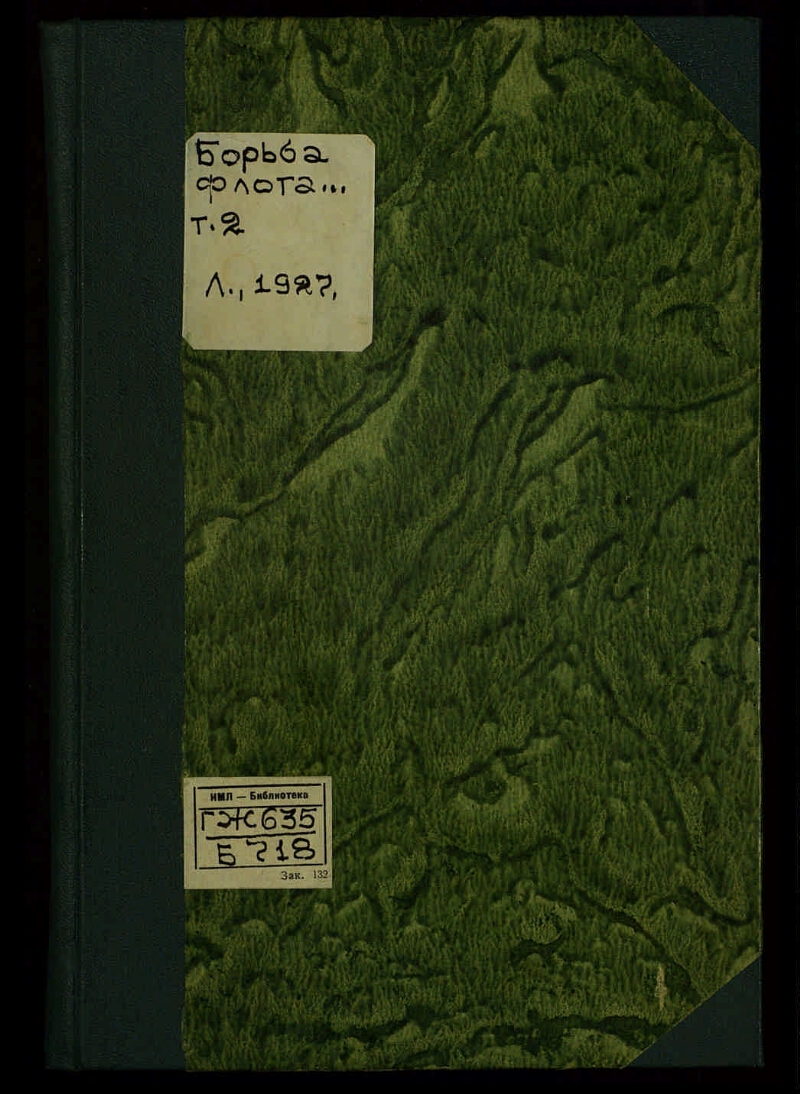 Борьба
флота...
т.2
Л., 1927,
ИМЛ — Библиотека
ГЖ635
Б718
Зак. 132